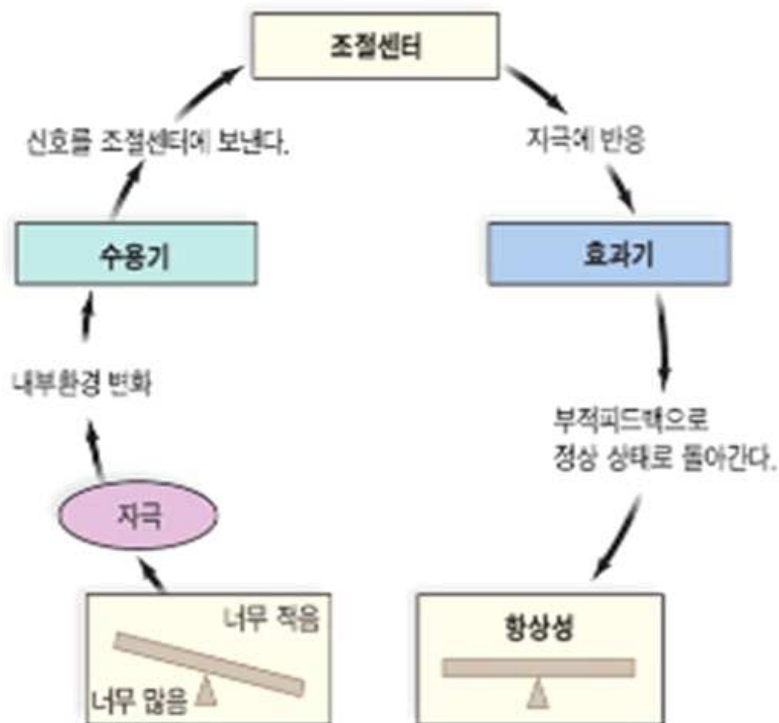 조절센터
신호를 조절센터에 보낸다.
자극에 반응
수용기
효과기
내부환경 변화
부적피드백으로
정상 상태로 돌아간다.
자극
너무 적음
너무 많음
항상성